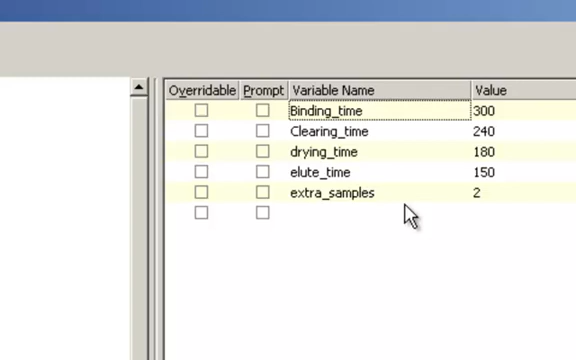 Overridable Prompt Variable Name Value
Binding_time 300
Clearing_time 240
drying_time 180
elute_time 150
extra_samples 2